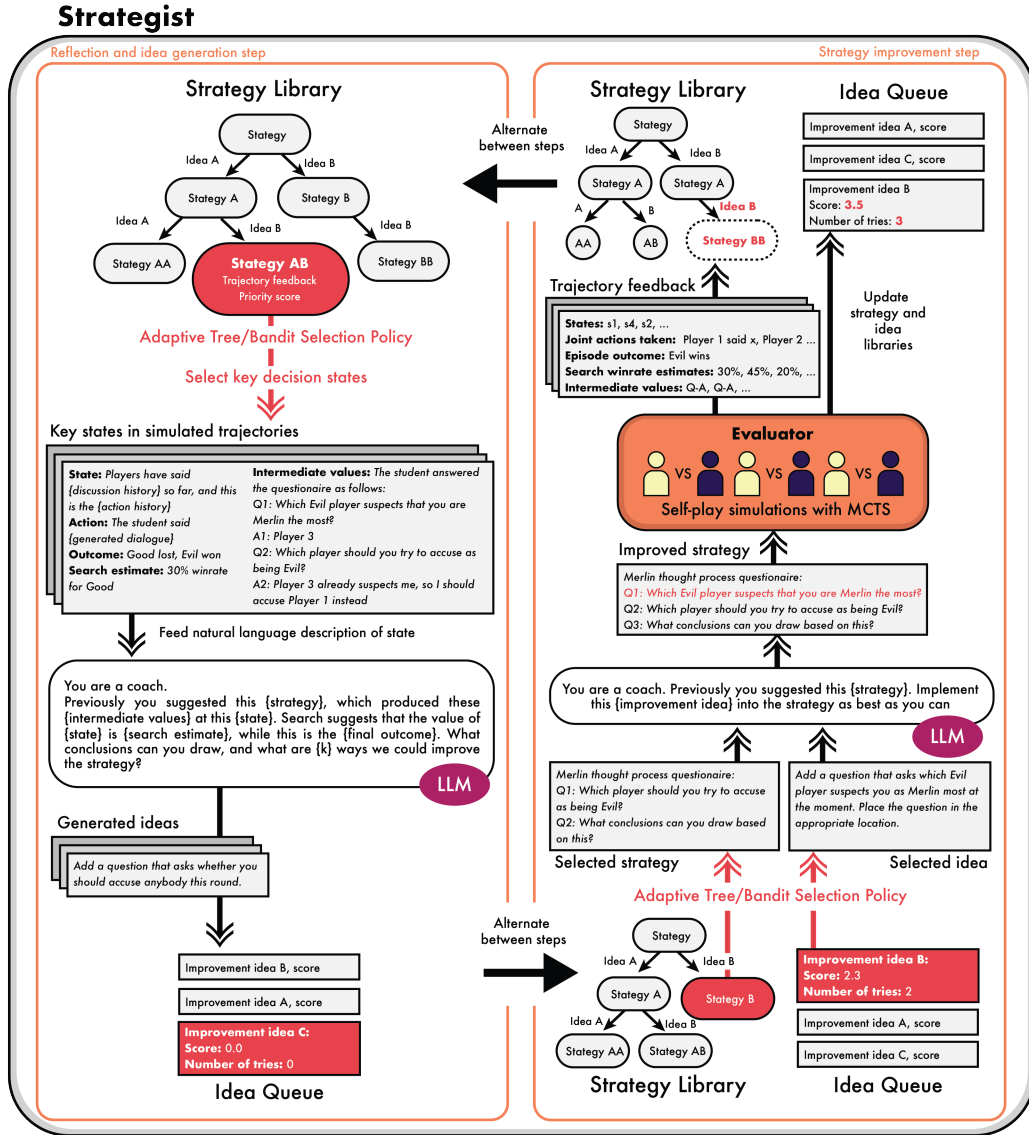 Strategist
Reflection and idea generation step
Strategy Library
Stategy
Idea A
Idea B
Stategy A
Stategy B
Idea A
Idea B
Idea B
Stategy AA
Stategy AB
Trajectory feedback
Priority score
Stategy BB
Adaptive Tree/Bandit Selection Policy
Select key decision states
Key states in simulated trajectories
State: Players have said
{discussion history} so far, and this
is the {action history}
Action: The student said
{generated dialogue}
Outcome: Good lost, Evil won
Search estimate: 30% winrate
for Good
Intermediate values: The student answered
the questionaire as follows:
Q1: Which Evil player suspects that you are
Merlin the most?
A1: Player 3
Q2: Which player should you try to accuse as
being Evil?
A2: Player 3 already suspects me, so I should
accuse Player 1 instead
Feed natural language description of state
You are a coach.
Previously you suggested this {strategy}, which produced these
{intermediate values} at this {state}. Search suggests that the value of
{state} is {search estimate}, while this is the {final outcome}. What
conclusions can you draw, and what are {k} ways we could improve
the strategy?
LLM
Generated ideas
Add a question that asks whether you
should accuse anybody this round.
Improvement idea B, score
Improvement idea A, score
Improvement idea C:
Score: 0.0
Number of tries: 0
Idea Queue
Alternate
between steps
Alternate
between steps
Strategy improvement step
Strategy Library
Stategy
Idea A
Idea B
Stategy A
Stategy A
A
B
Idea B
AA
AB
Stategy BB
Idea Queue
Improvement idea A, score
Improvement idea C, score
Improvement idea B
Score: 3.5
Number of tries: 3
Trajectory feedback
States: s1, s4, s2, ...
Joint actions taken: Player 1 said x, Player 2 ...
Episode outcome: Evil wins
Search winrate estimates: 30%, 45%, 20%, ...
Intermediate values: Q-A, Q-A, ...
Update
strategy and
idea
libraries
Evaluator
VS
VS
VS
Self-play simulations with MCTS
Improved strategy
Merlin thought process questionaire:
Q1: Which Evil player suspects that you are Merlin the most?
Q2: Which player should you try to accuse as being Evil?
Q3: What conclusions can you draw based on this?
You are a coach. Previously you suggested this {strategy}. Implement
this {improvement idea} into the strategy as best as you can
LLM
Merlin thought process questionaire:
Q1: Which player should you try to accuse
as being Evil?
Q2: What conclusions can you draw based
on this?
Selected strategy
Add a question that asks which Evil
player suspects you as Merlin most at
the moment. Place the question in the
appropriate location.
Selected idea
Adaptive Tree/Bandit Selection Policy
Stategy
Idea A
Idea B
Stategy A
Stategy B
Idea A
Idea B
Stategy AA
Stategy AB
Strategy Library
Improvement idea B:
Score: 2.3
Number of tries: 2
Improvement idea A, score
Improvement idea C, score
Idea Queue